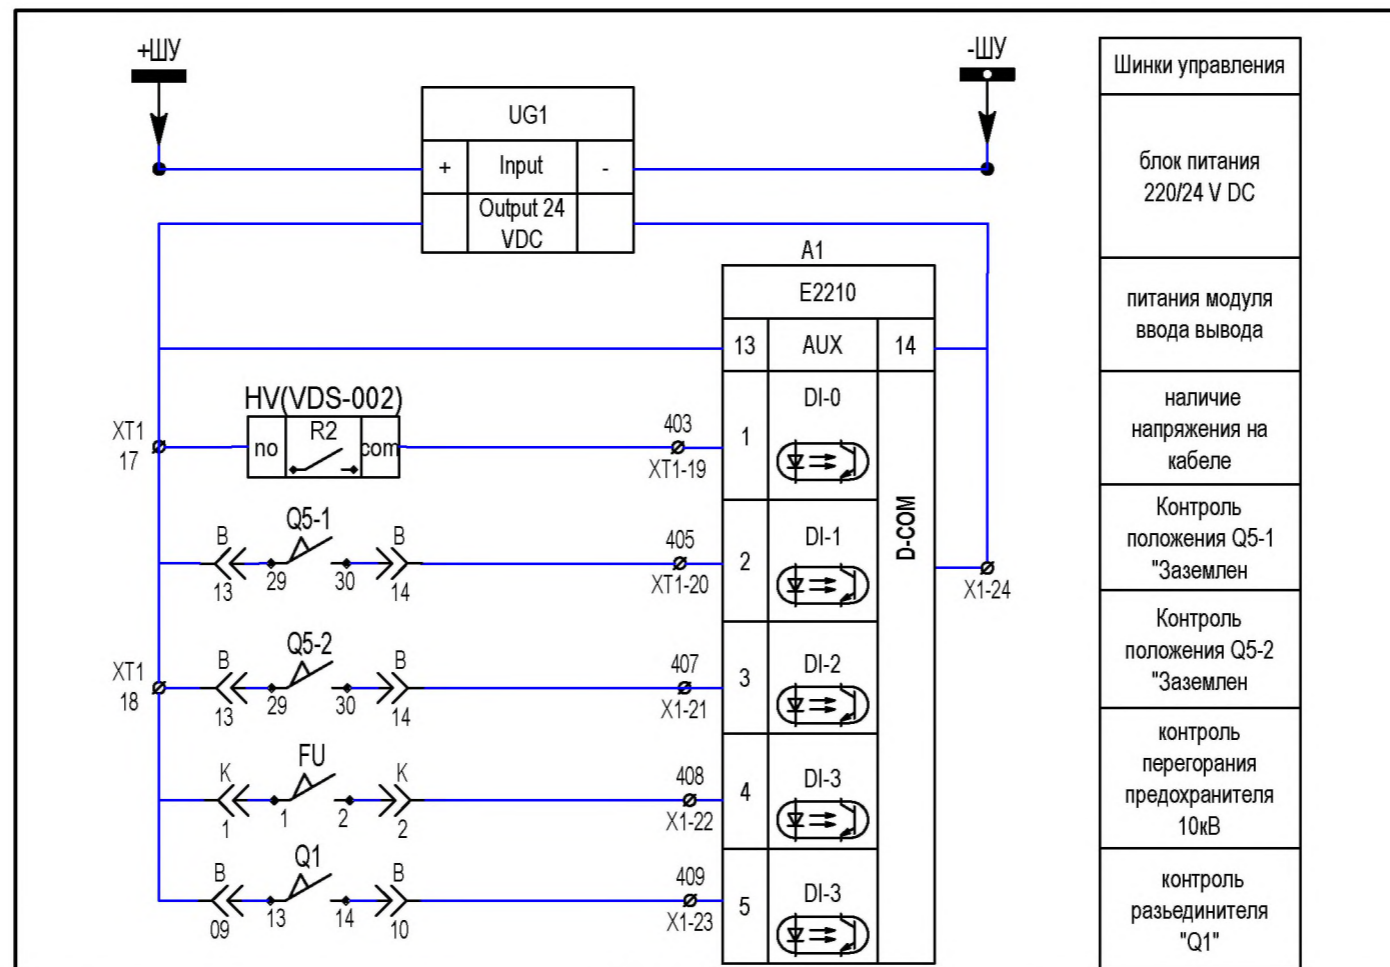 +ШУ
-ШУ
UG1
+ Input -
Output 24
VDC
A1
E2210
13 AUX 14
HV(VDS-002)
XT1
17
no R2 com
403
XT1-19
1 DI-0
D-COM
Q5-1
B B
13 29 30 14
405
XT1-20
2 DI-1
X1-24
XT1
18
Q5-2
B B
13 29 30 14
407
X1-21
3 DI-2
FU
K K
1 1 2 2
408
X1-22
4 DI-3
Q1
B B
09 13 14 10
409
X1-23
5 DI-3
Шинки управления
блок питания
220/24 V DC
питания модуля
ввода вывода
наличие
напряжения на
кабеле
Контроль
положения Q5-1
"Заземлен
Контроль
положения Q5-2
"Заземлен
контроль
перегорания
предохранителя
10кВ
контроль
разьединителя
"Q1"